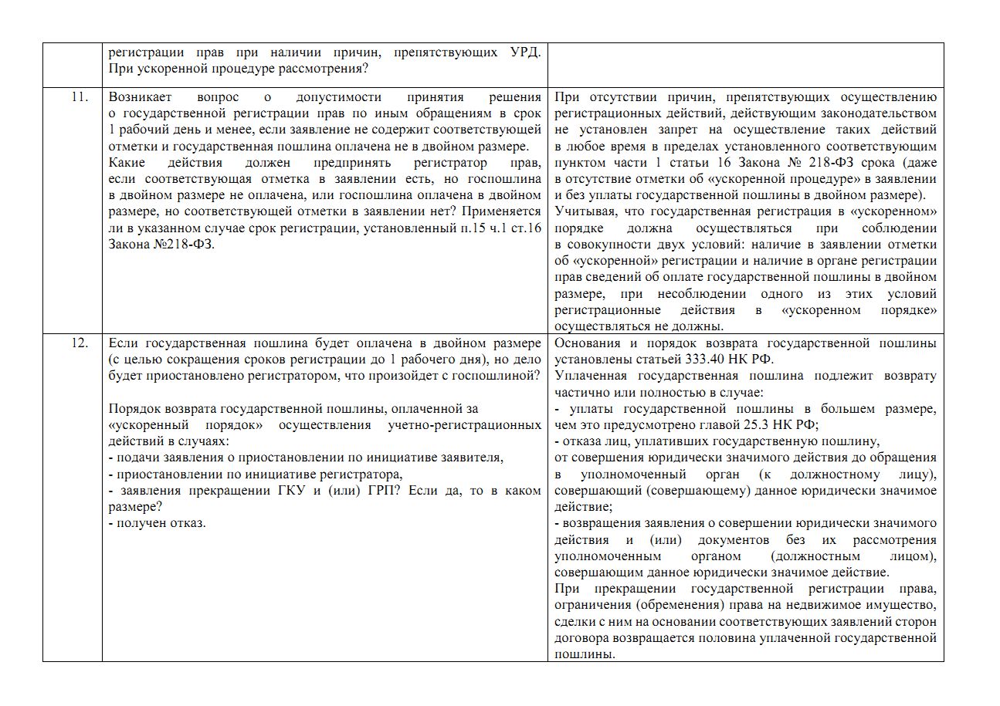 регистрации прав при наличии причин, препятствующих УРД.
При ускоренной процедуре рассмотрения?
11.
Возникает вопрос о допустимости принятия решения
о государственной регистрации прав по иным обращениям в срок
1 рабочий день и менее, если заявление не содержит соответствующей
отметки и государственная пошлина оплачена не в двойном размере.
Какие действия должен предпринять регистратор прав,
если соответствующая отметка в заявлении есть, но госпошлина
в двойном размере не оплачена, или госпошлина оплачена в двойном
размере, но соответствующей отметки в заявлении нет? Применяется
ли в указанном случае срок регистрации, установленный п.15 ч.1 ст.16
Закона №218-ФЗ.
При отсутствии причин, препятствующих осуществлению
регистрационных действий, действующим законодательством
не установлен запрет на осуществление таких действий
в любое время в пределах установленного соответствующим
пунктом части 1 статьи 16 Закона № 218-ФЗ срока (даже
в отсутствие отметки об «ускоренной процедуре» в заявлении
и без уплаты государственной пошлины в двойном размере).
Учитывая, что государственная регистрация в «ускоренном»
порядке должна осуществляться при соблюдении
в совокупности двух условий: наличие в заявлении отметки
об «ускоренной» регистрации и наличие в органе регистрации
прав сведений об оплате государственной пошлины в двойном
размере, при несоблюдении одного из этих условий
регистрационные действия в «ускоренном порядке»
осуществляться не должны.
12.
Если государственная пошлина будет оплачена в двойном размере
(с целью сокращения сроков регистрации до 1 рабочего дня), но дело
будет приостановлено регистратором, что произойдет с госпошлиной?
Порядок возврата государственной пошлины, оплаченной за
«ускоренный порядок» осуществления учетно-регистрационных
действий в случаях:
- подачи заявления о приостановлении по инициативе заявителя,
- приостановлении по инициативе регистратора,
- заявления прекращении ГКУ и (или) ГРП? Если да, то в каком
размере?
- получен отказ.
Основания и порядок возврата государственной пошлины
установлены статьей 333.40 НК РФ.
Уплаченная государственная пошлина подлежит возврату
частично или полностью в случае:
- уплаты государственной пошлины в большем размере,
чем это предусмотрено главой 25.3 НК РФ;
- отказа лиц, уплативших государственную пошлину,
от совершения юридически значимого действия до обращения
в уполномоченный орган (к должностному лицу),
совершающий (совершающему) данное юридически значимое
действие;
- возвращения заявления о совершении юридически значимого
действия и (или) документов без их рассмотрения
уполномоченным органом (должностным лицом),
совершающим данное юридически значимое действие.
При прекращении государственной регистрации права,
ограничения (обременения) права на недвижимое имущество,
сделки с ним на основании соответствующих заявлений сторон
договора возвращается половина уплаченной государственной
пошлины.